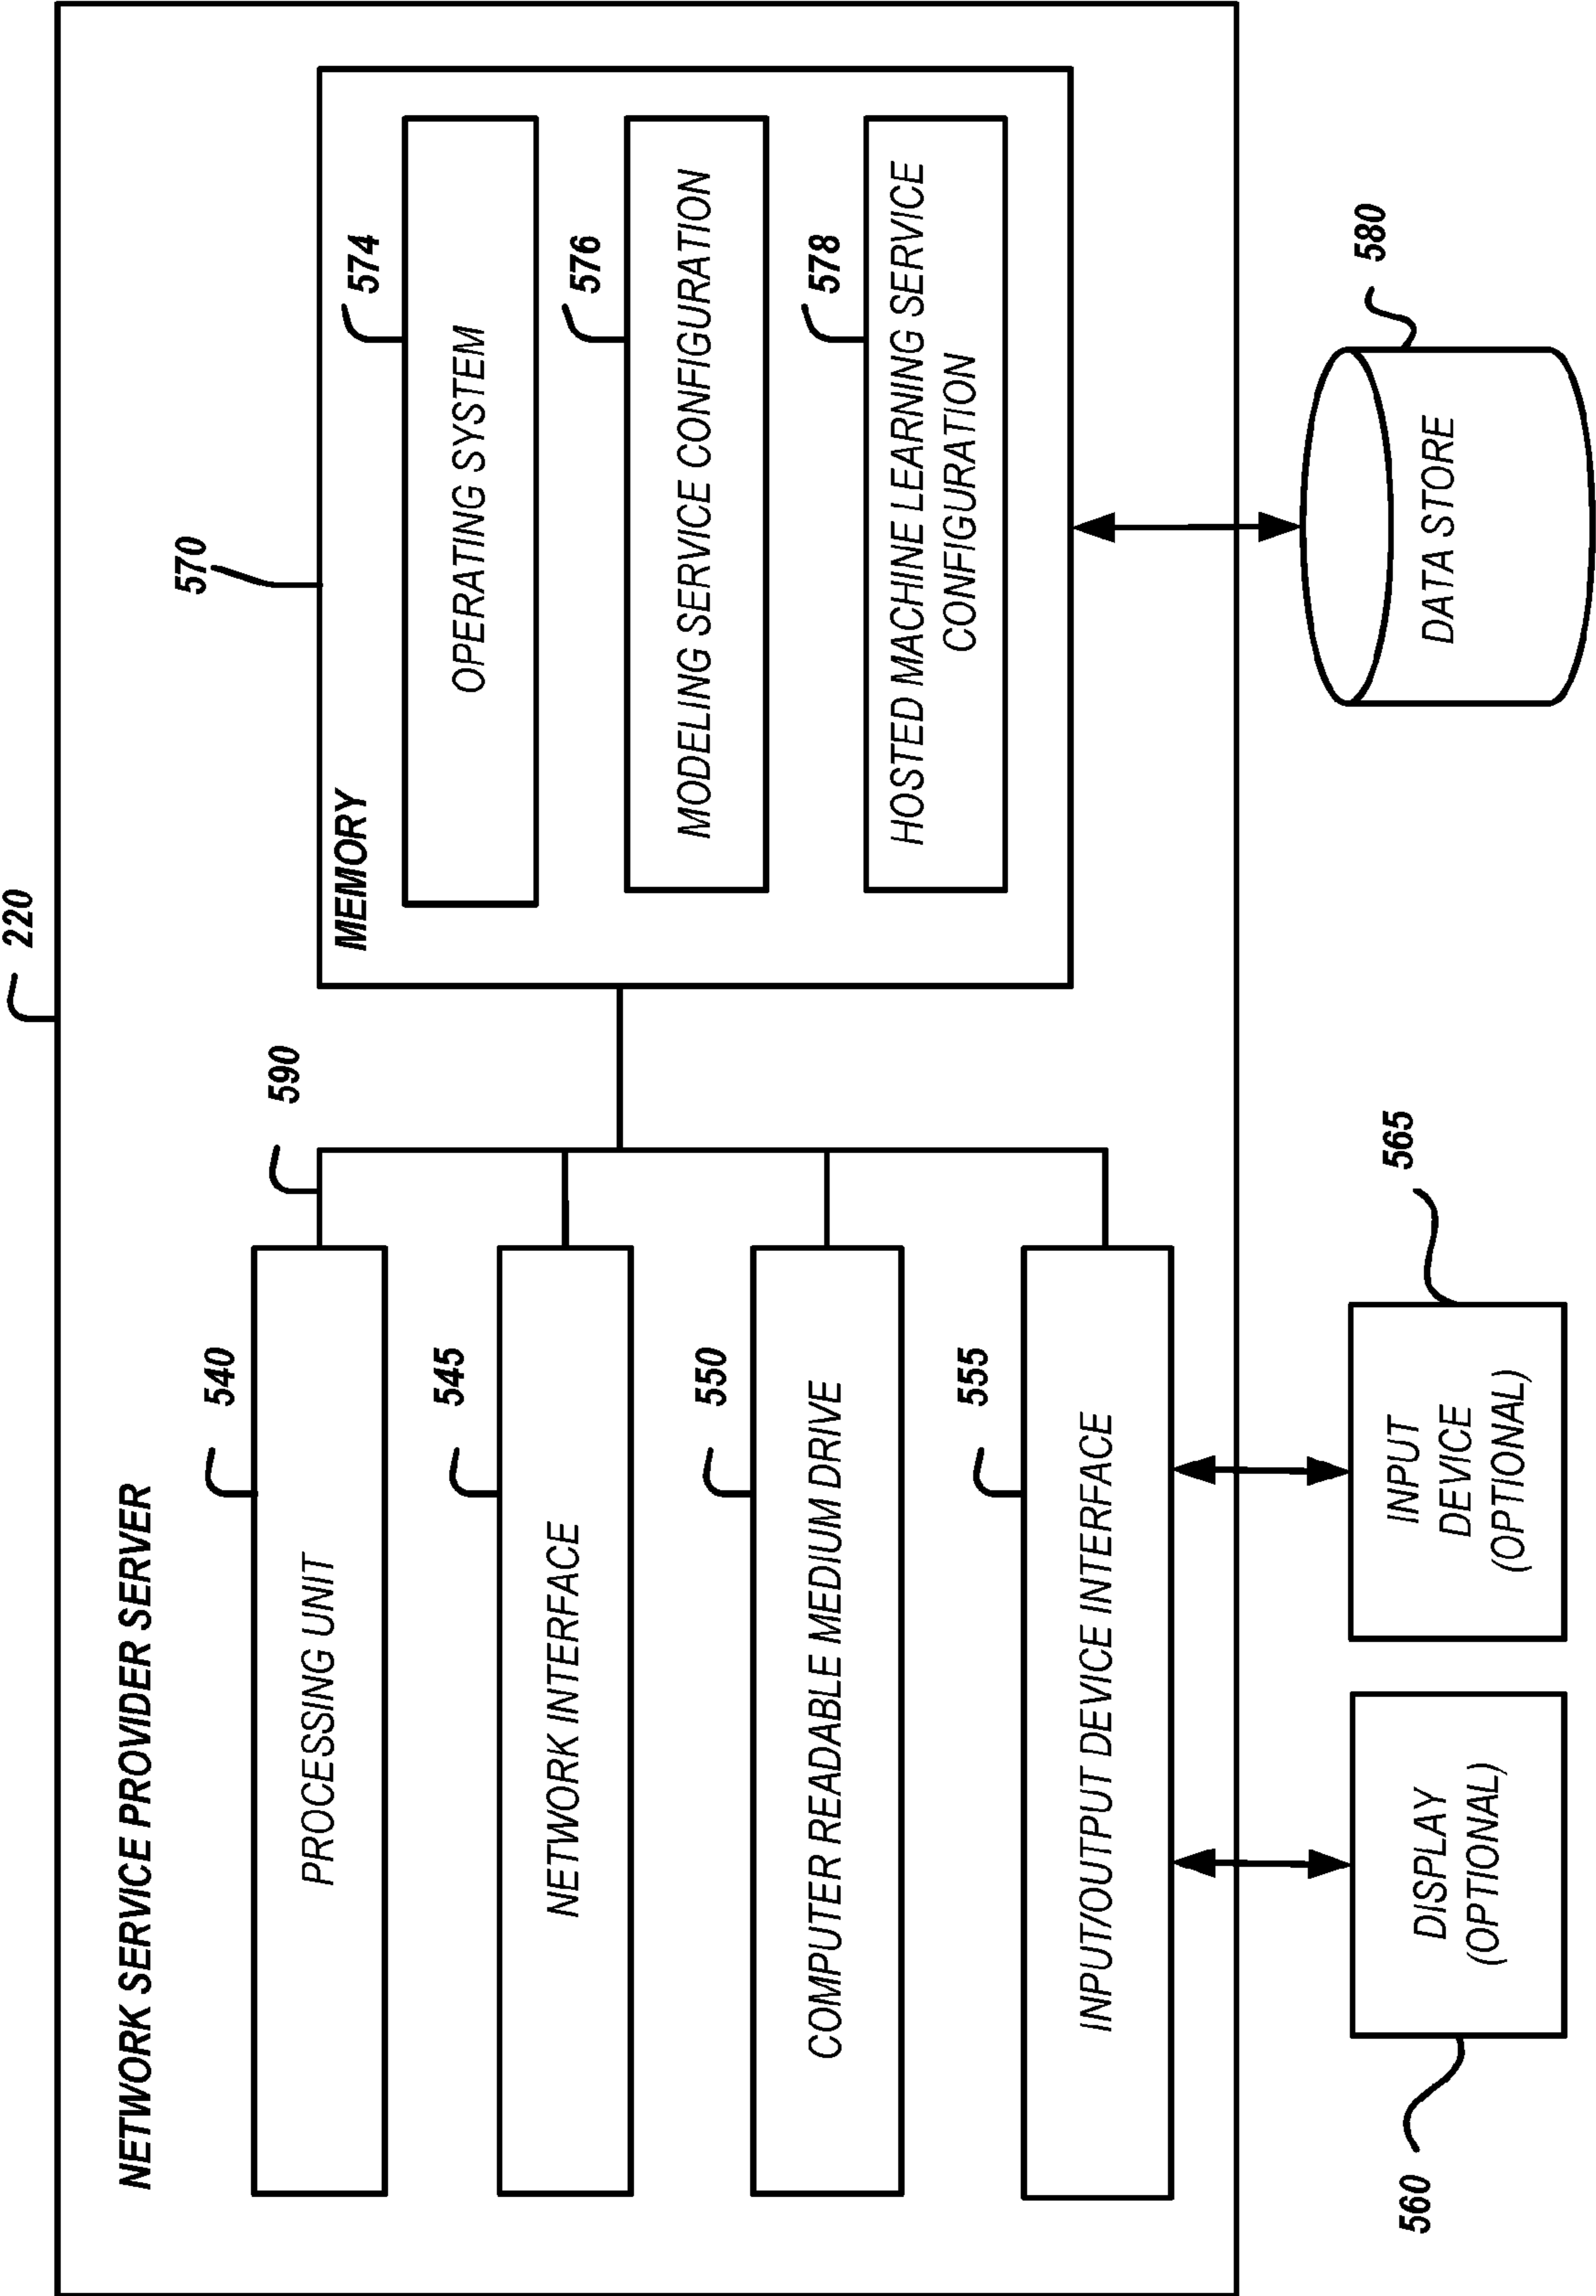 220
NETWORK SERVICE PROVIDER SERVER
540
PROCESSING UNIT
545
NETWORK INTERFACE
550
COMPUTER READABLE MEDIUM DRIVE
555
INPUT/OUTPUT DEVICE INTERFACE
590
570
MEMORY
574
OPERATING SYSTEM
576
MODELING SERVICE CONFIGURATION
578
HOSTED MACHINE LEARNING SERVICE
CONFIGURATION
560
DISPLAY
(OPTIONAL)
565
INPUT
DEVICE
(OPTIONAL)
580
DATA STORE